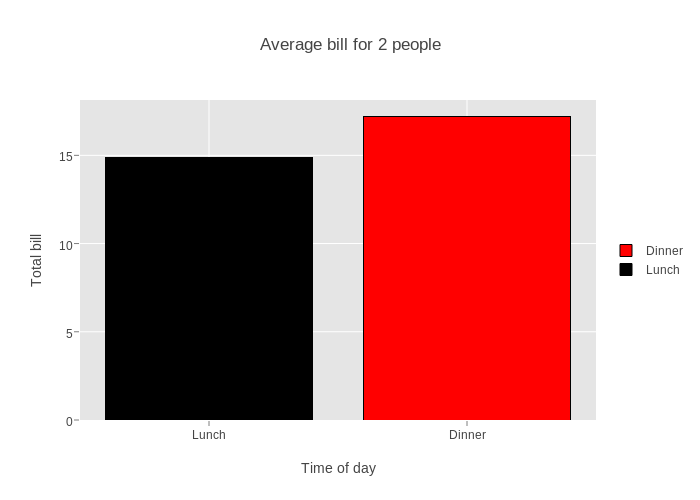 Average bill for 2 people
Total bill
15
10
5
0
Lunch
Dinner
Time of day
Dinner
Lunch